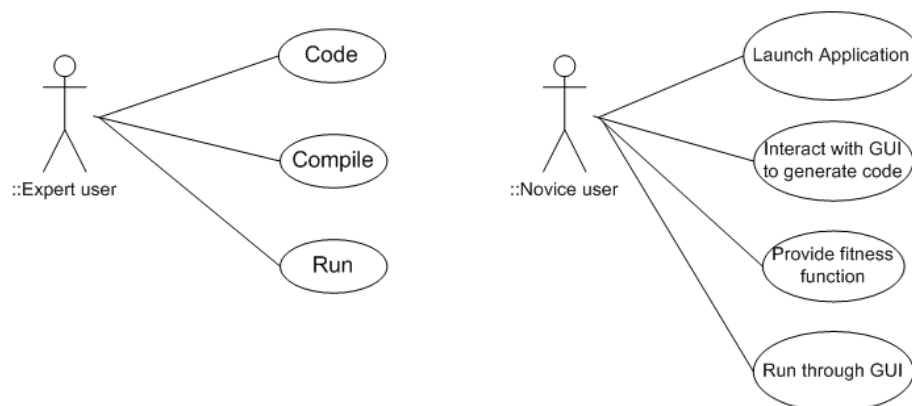 Code
Compile
Run
::Expert user
Launch Application
Interact with GUI
to generate code
Provide fitness
function
Run through GUI
::Novice user